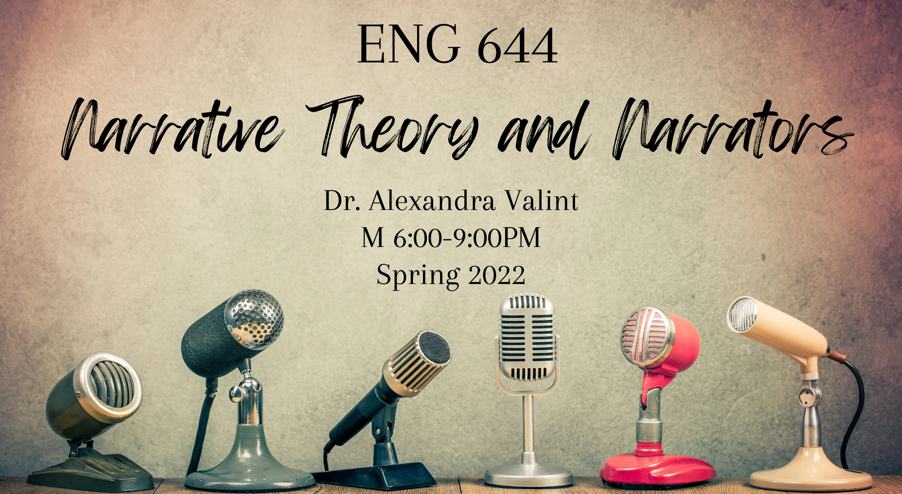 ENG 644
Narrative Theory and Narrators
Dr. Alexandra Valint
M 6:00-9:00PM
Spring 2022